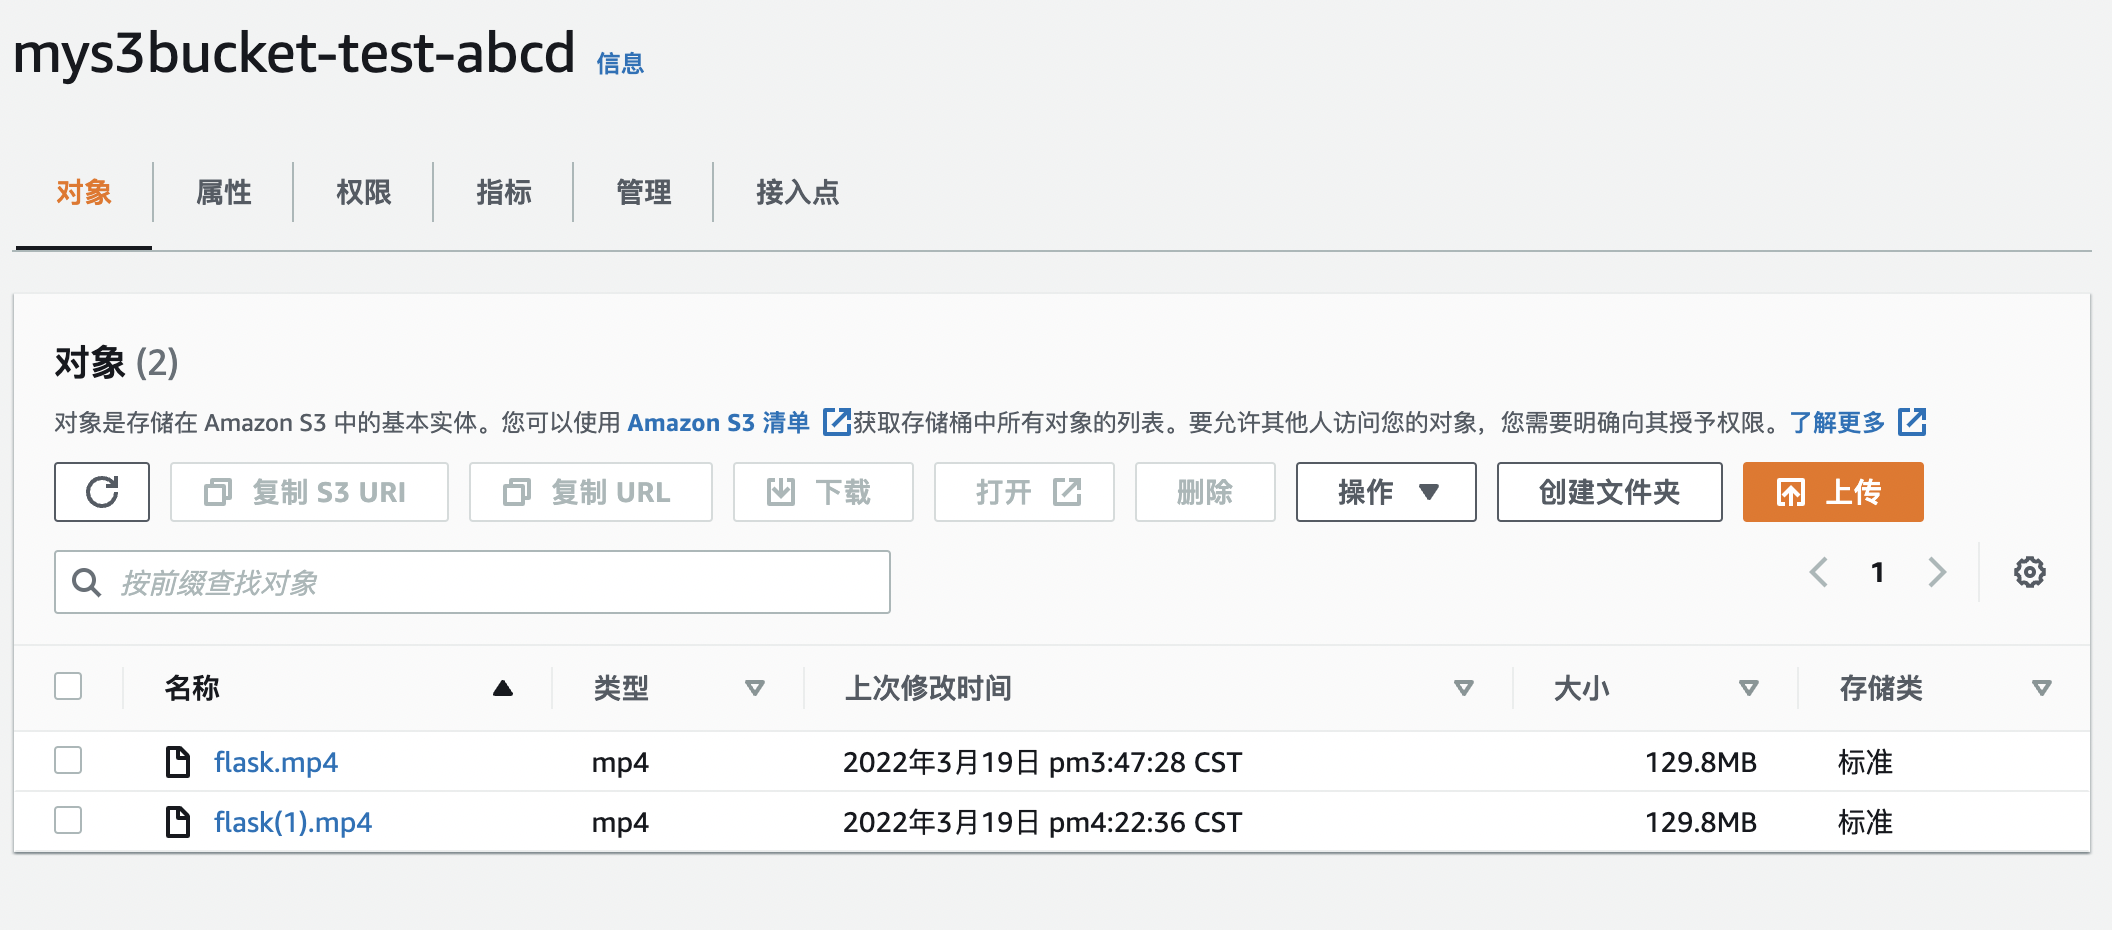 mys3bucket-test-abcd 信息
对象 属性 权限 指标 管理 接入点
对象 (2)
对象是存储在 Amazon S3 中的基本实体。您可以使用 Amazon S3 清单 获取存储桶中所有对象的列表。要允许其他人访问您的对象，您需要明确向其授予权限。了解更多
复制 S3 URI 复制 URL 下载 打开 删除 操作 创建文件夹 上传
按前缀查找对象 1
名称 类型 上次修改时间 大小 存储类
flask.mp4 mp4 2022年3月19日 pm3:47:28 CST 129.8MB 标准
flask(1).mp4 mp4 2022年3月19日 pm4:22:36 CST 129.8MB 标准